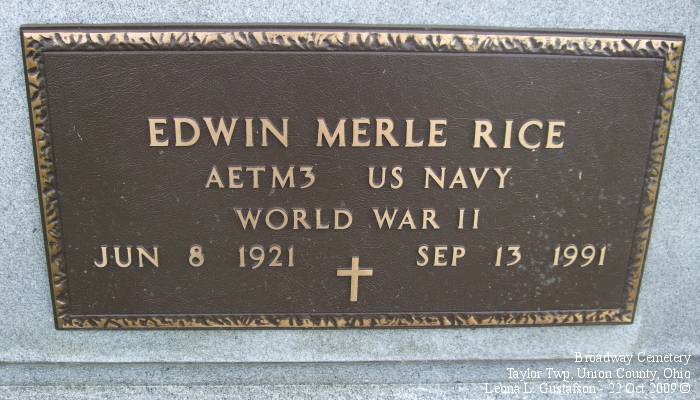 EDWIN MERLE RICE
AETM3 US NAVY
WORLD WAR II
JUN 8 1921 SEP 13 1991
Broadway Cemetery
Taylor Twp, Union County, Ohio
Leona L. Gustafson - 23 Oct 2009 ©